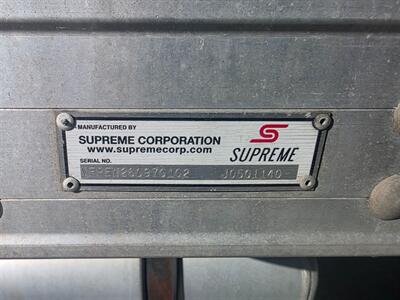 MANUFACTURED BY
SUPREME CORPORATION
www.supremecorp.com
SUPREME
SERIAL NO.